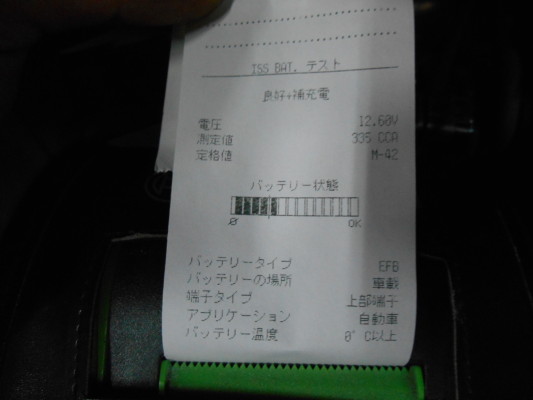 ISS BAT. テスト
良好+補充電
電圧 12.60V
測定値 335 CCA
定格値 M-42
バッテリー状態
0 OK
バッテリータイプ EFB
バッテリーの場所 車載
端子タイプ 上部端子
アプリケーション 自動車
バッテリー温度 0°C以上